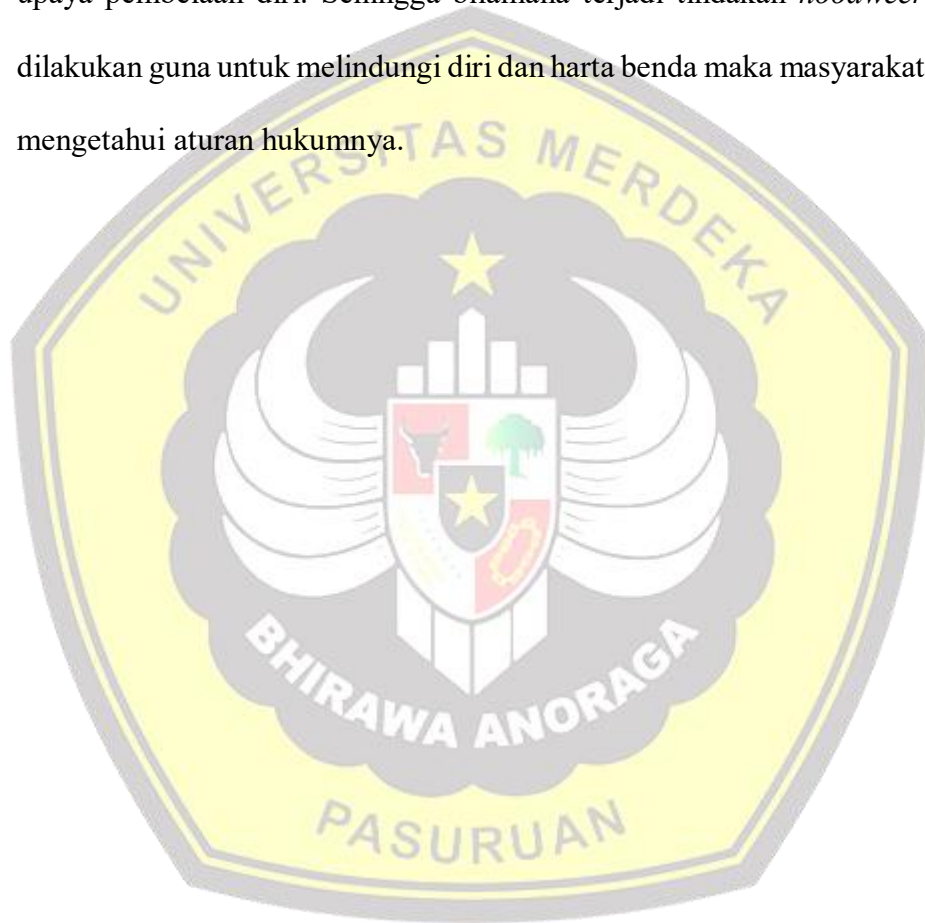 dilakukan guna untuk melindungi diri dan harta benda maka masyarakat
mengetahui aturan hukumnya.
UNIVERSITAS MERDEKA
BHIRAWA ANORAGA
PASURUAN